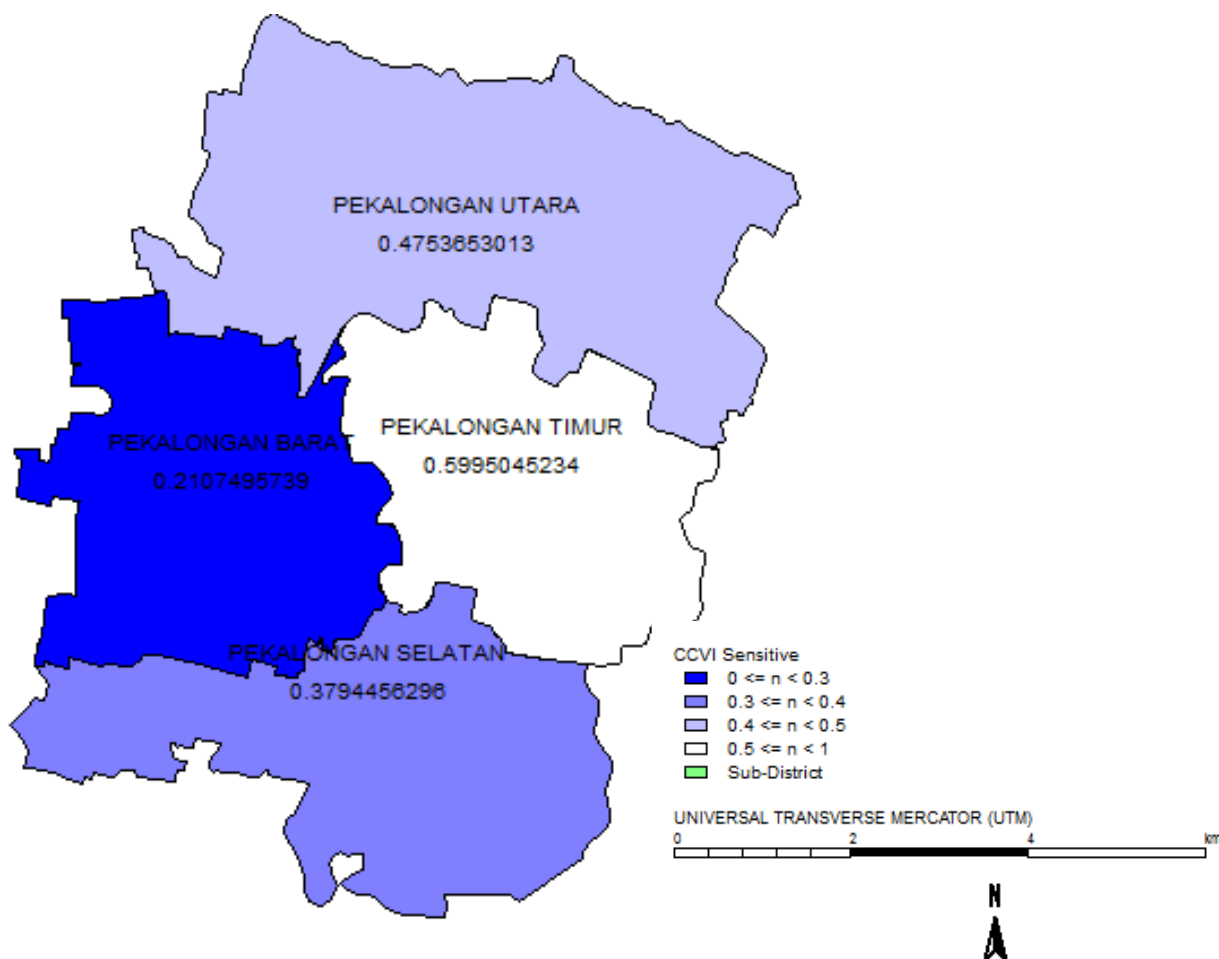 PEKALONGAN UTARA
0.4753653013
PEKALONGAN TIMUR
0.5995045234
PEKALONGAN BARAT
0.2107495739
PEKALONGAN SELATAN
0.3794456296
CCVI Sensitive
0 <= n < 0.3
0.3 <= n < 0.4
0.4 <= n < 0.5
0.5 <= n < 1
Sub-District
UNIVERSAL TRANSVERSE MERCATOR (UTM)
0 2 4 km
N